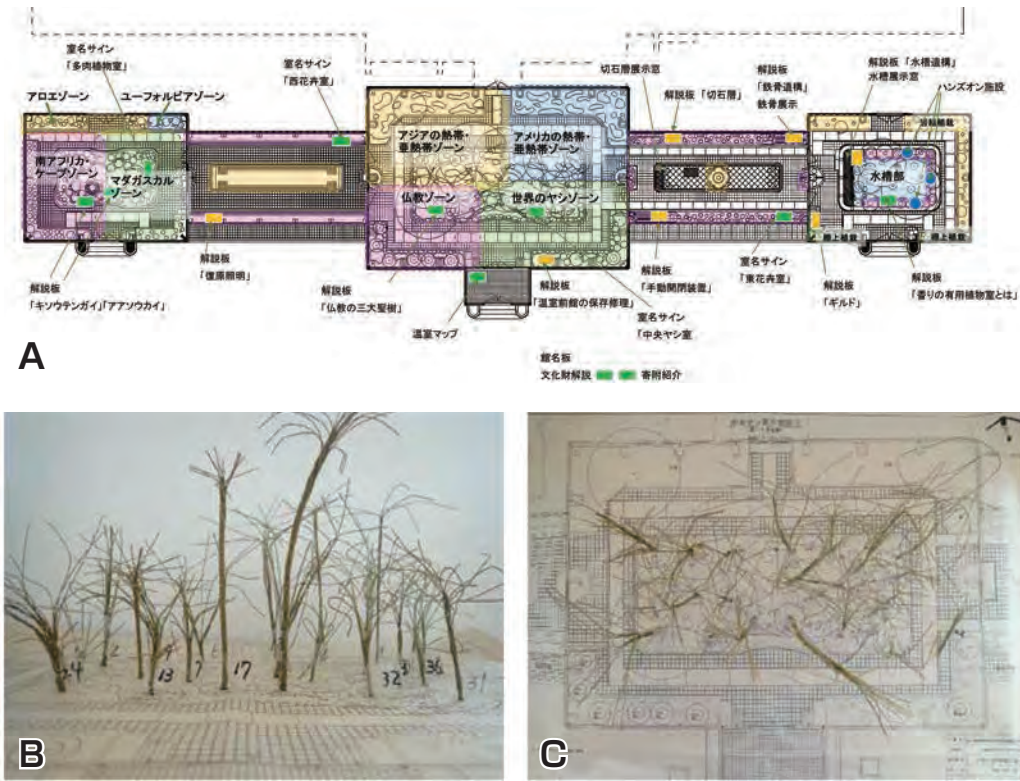 室名サイン
「多肉植物室」
アロエゾーン
ユーフォルビアゾーン
室名サイン
「西花卉室」
切石層展示窓
解説板「切石層」
解説板
「鉄骨遺構」
鉄骨展示
解説板「水槽遺構」
水槽展示窓
ハンズオン施設
南アフリカ・
ケープゾーン
マダガスカル
ゾーン
アジアの熱帯・
亜熱帯ゾーン
アメリカの熱帯・
亜熱帯ゾーン
仏教ゾーン
世界のヤシゾーン
水槽部
解説板
「キソウテンガイ」「アアソウカイ」
解説板
「復原照明」
解説板
「仏教の三大聖樹」
温室マップ
解説板
「温室前館の保存修理」
室名サイン
「中央ヤシ室
解説板
「手動開閉装置」
室名サイン
「東花卉室」
解説板
「ギルド」
解説板
「香りの有用植物室とは」
館名板
文化財解説
寄附紹介
A
24
13
7
17
32
36
31
B
C